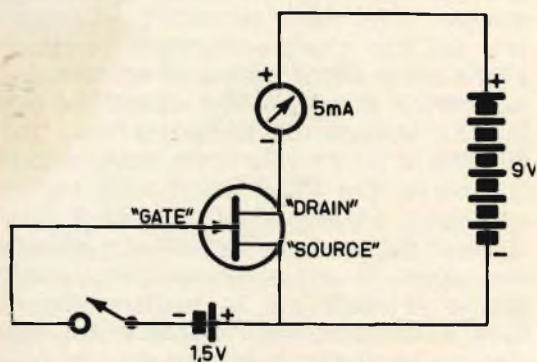 +
5mA
-
+
9V
-
"GATE"
"DRAIN"
"SOURCE"
- +
1,5V